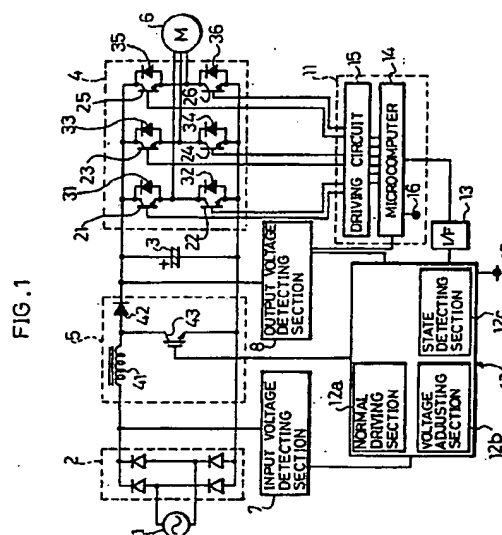 FIG. 1
1
2
5
41
42
43
3
4
21
31
23
33
25
35
22
32
24
34
26
36
6
M
INPUT VOLTAGE
DETECTING
SECTION
7
OUTPUT VOLTAGE
DETECTING
SECTION
8
11
DRIVING CIRCUIT
15
MICROCOMPUTER
14
16
I/F
13
12a
NORMAL
DRIVING
SECTION
VOLTAGE
ADJUSTING
SECTION
12b
STATE
DETECTING
SECTION
12c